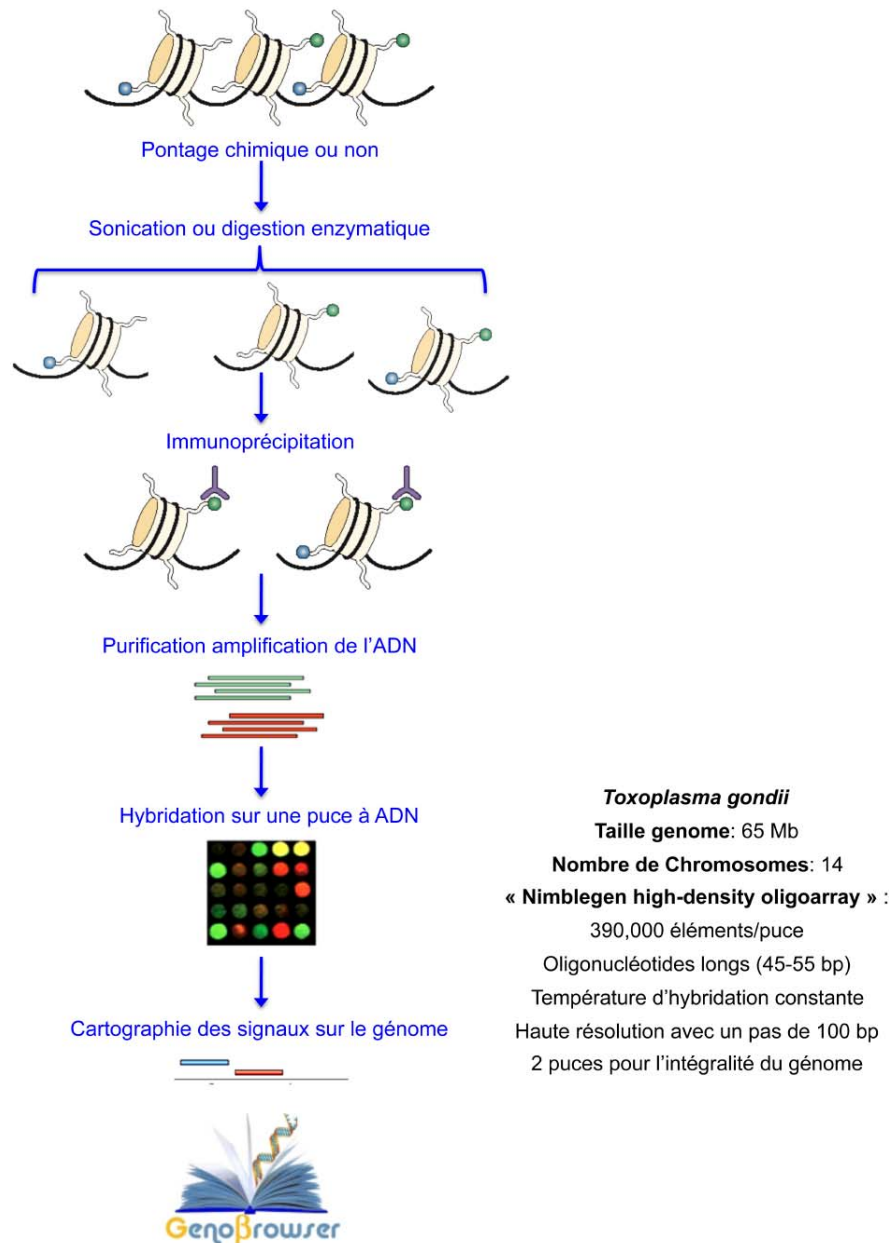 Pontage chimique ou non
Sonication ou digestion enzymatique
Immunoprécipitation
Purification amplification de l'ADN
Hybridation sur une puce à ADN
Cartographie des signaux sur le génome
GenoβrowseR
Toxoplasma gondii
Taille genome: 65 Mb
Nombre de Chromosomes: 14
« Nimblegen high-density oligoarray » :
390,000 éléments/puce
Oligonucléotides longs (45-55 bp)
Température d'hybridation constante
Haute résolution avec un pas de 100 bp
2 puces pour l'intégralité du génome